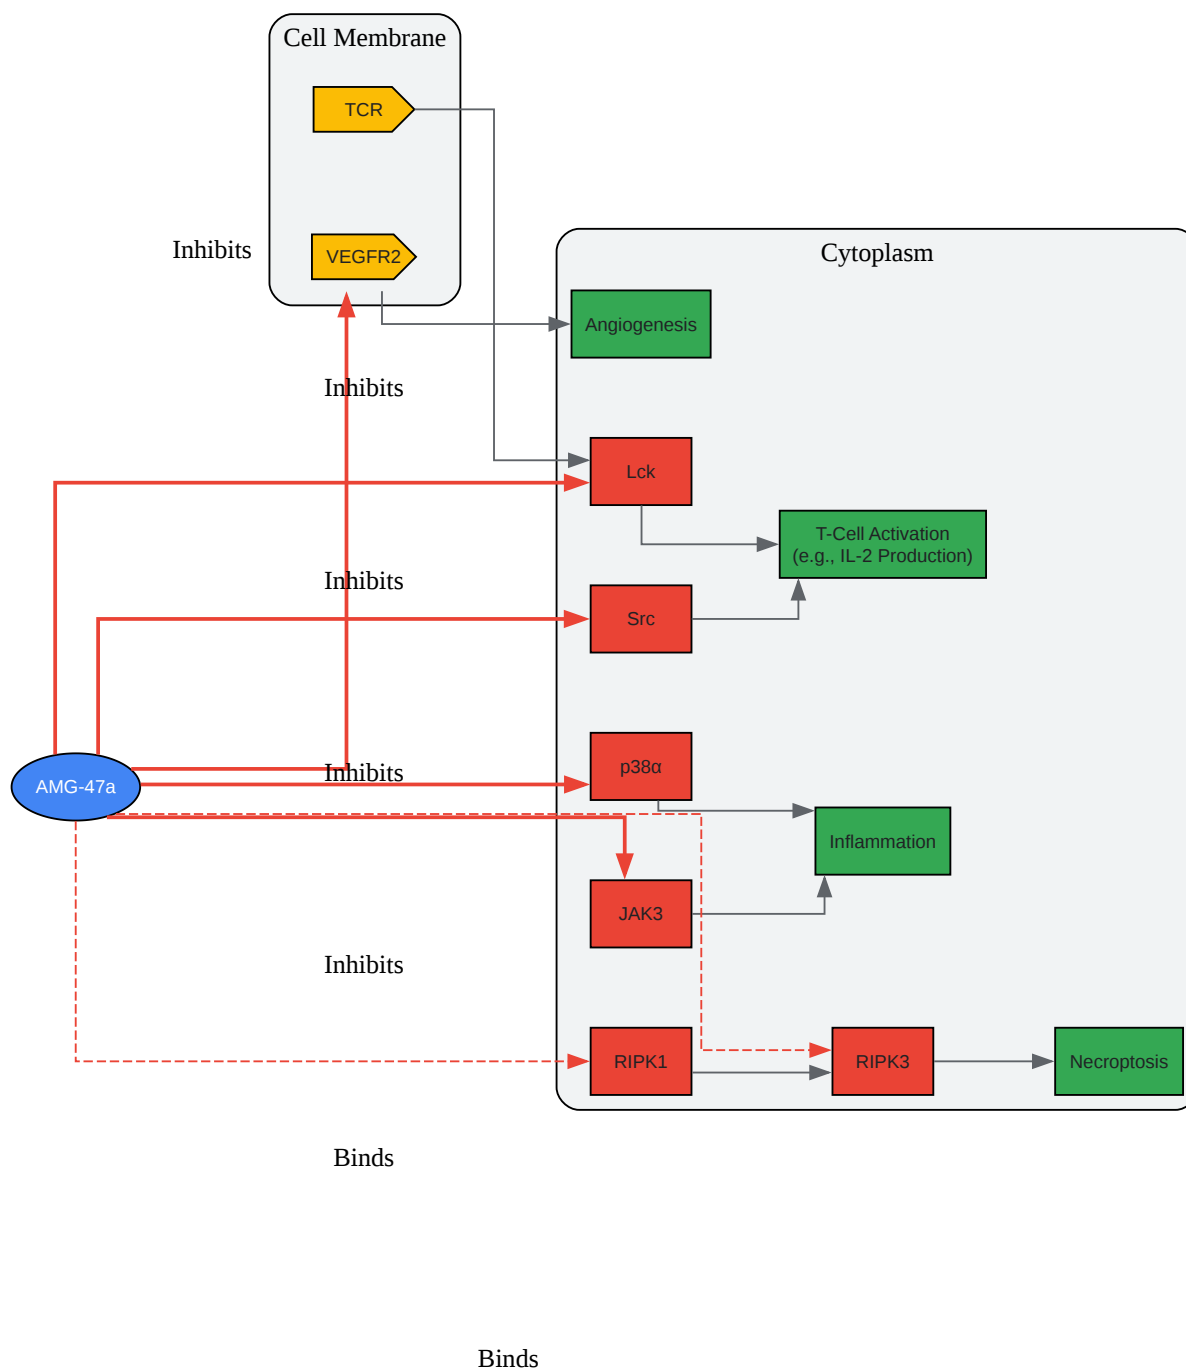 Cell Membrane
TCR
Inhibits
VEGFR2
Cytoplasm
Angiogenesis
Inhibits
Lck
T-Cell Activation
(e.g., IL-2 Production)
Inhibits
Src
p38α
Inhibits
AMG-47a
Inflammation
JAK3
Inhibits
RIPK1
RIPK3
Necroptosis
Binds
Binds